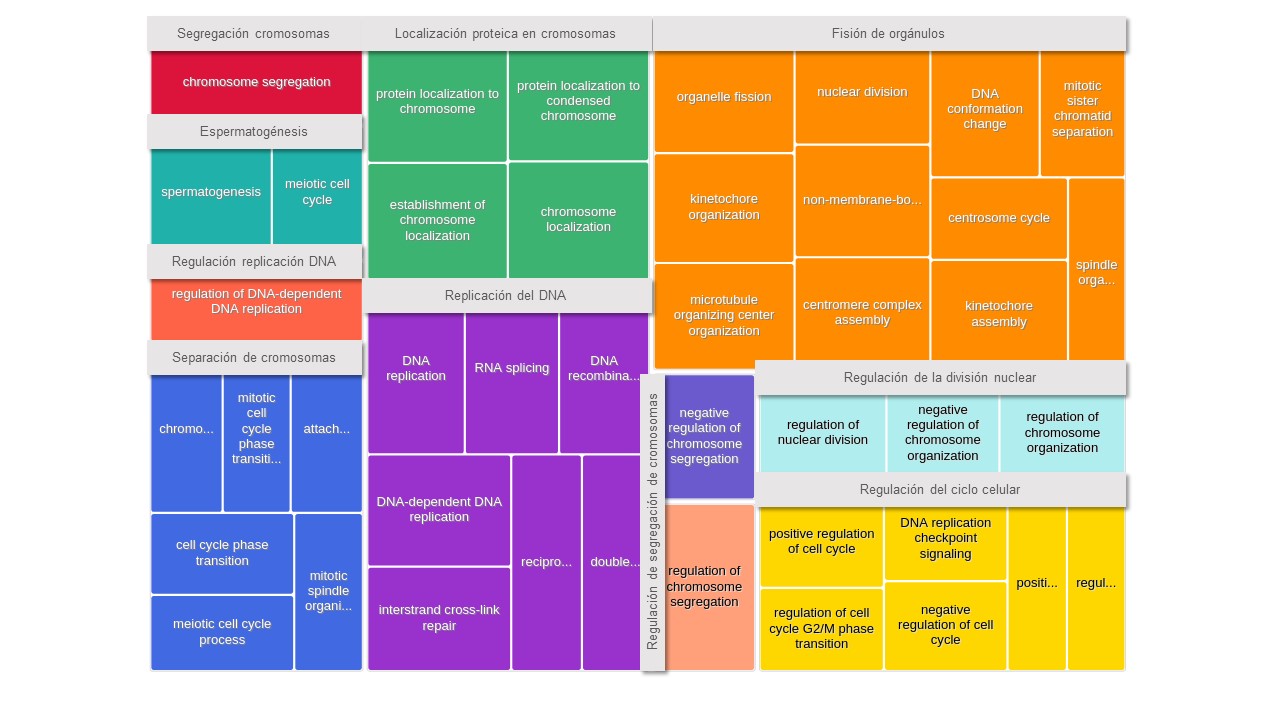 Segregación cromosomas
chromosome segregation
Espermatogénesis
spermatogenesis
meiotic cell
cycle
Regulación replicación DNA
regulation of DNA-dependent
DNA replication
Separación de cromosomas
chromo...
mitotic
cell
cycle
phase
transiti...
attach...
cell cycle phase
transition
mitotic
spindle
organi...
meiotic cell cycle
process
Localización proteica en cromosomas
protein localization to
chromosome
protein localization to
condensed
chromosome
establishment of
chromosome
localization
chromosome
localization
Replicación del DNA
DNA
replication
RNA splicing
DNA
recombina...
DNA-dependent DNA
replication
interstrand cross-link
repair
recipro...
double...
Fisión de orgánulos
organelle fission
nuclear division
DNA
conformation
change
mitotic
sister
chromatid
separation
kinetochore
organization
non-membrane-bo...
centrosome cycle
spindle
orga...
microtubule
organizing center
organization
centromere complex
assembly
kinetochore
assembly
Regulación de segregación de cromosomas
negative
regulation of
chromosome
segregation
regulation of
chromosome
segregation
Regulación de la división nuclear
regulation of
nuclear division
negative
regulation of
chromosome
organization
regulation of
chromosome
organization
Regulación del ciclo celular
positive regulation
of cell cycle
DNA replication
checkpoint
signaling
regulation of cell
cycle G2/M phase
transition
negative
regulation of cell
cycle
positi...
regul...